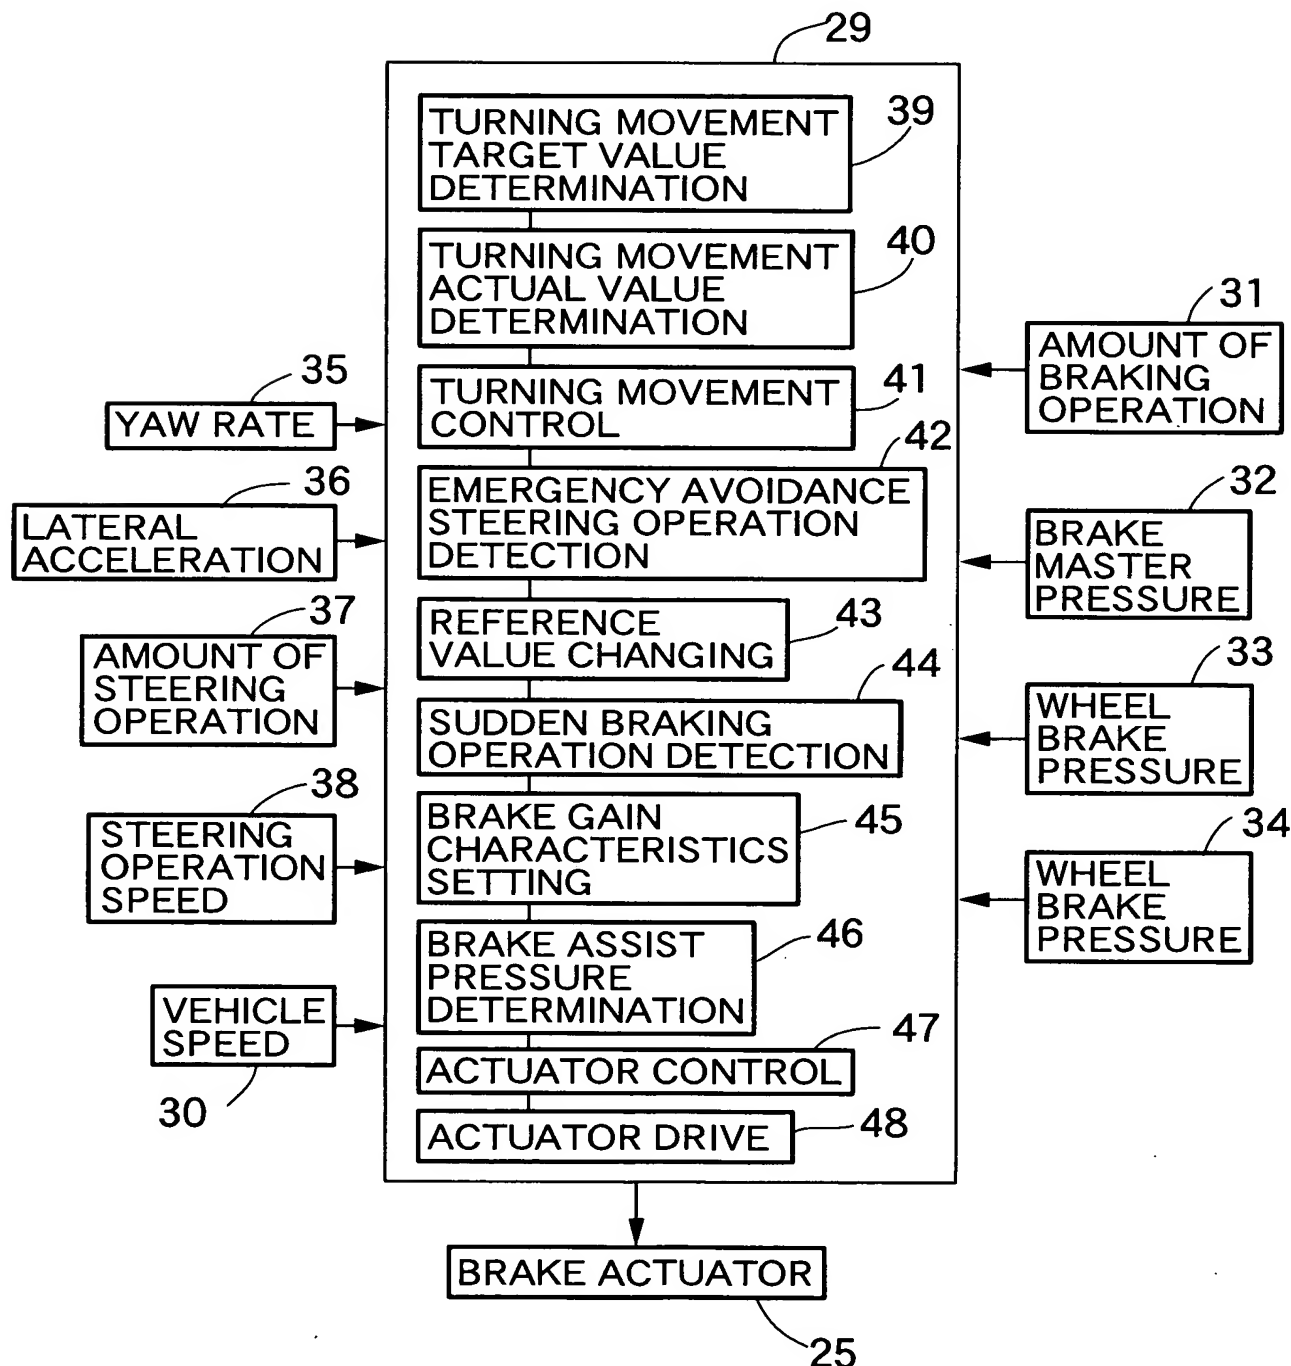 29
TURNING MOVEMENT
TARGET VALUE
DETERMINATION
39
TURNING MOVEMENT
ACTUAL VALUE
DETERMINATION
40
TURNING MOVEMENT
CONTROL
41
EMERGENCY AVOIDANCE
STEERING OPERATION
DETECTION
42
REFERENCE
VALUE CHANGING
43
SUDDEN BRAKING
OPERATION DETECTION
44
BRAKE GAIN
CHARACTERISTICS
SETTING
45
BRAKE ASSIST
PRESSURE
DETERMINATION
46
ACTUATOR CONTROL
47
ACTUATOR DRIVE
48
35
YAW RATE
36
LATERAL
ACCELERATION
37
AMOUNT OF
STEERING
OPERATION
38
STEERING
OPERATION
SPEED
VEHICLE
SPEED
30
31
AMOUNT OF
BRAKING
OPERATION
32
BRAKE
MASTER
PRESSURE
33
WHEEL
BRAKE
PRESSURE
34
WHEEL
BRAKE
PRESSURE
BRAKE ACTUATOR
25